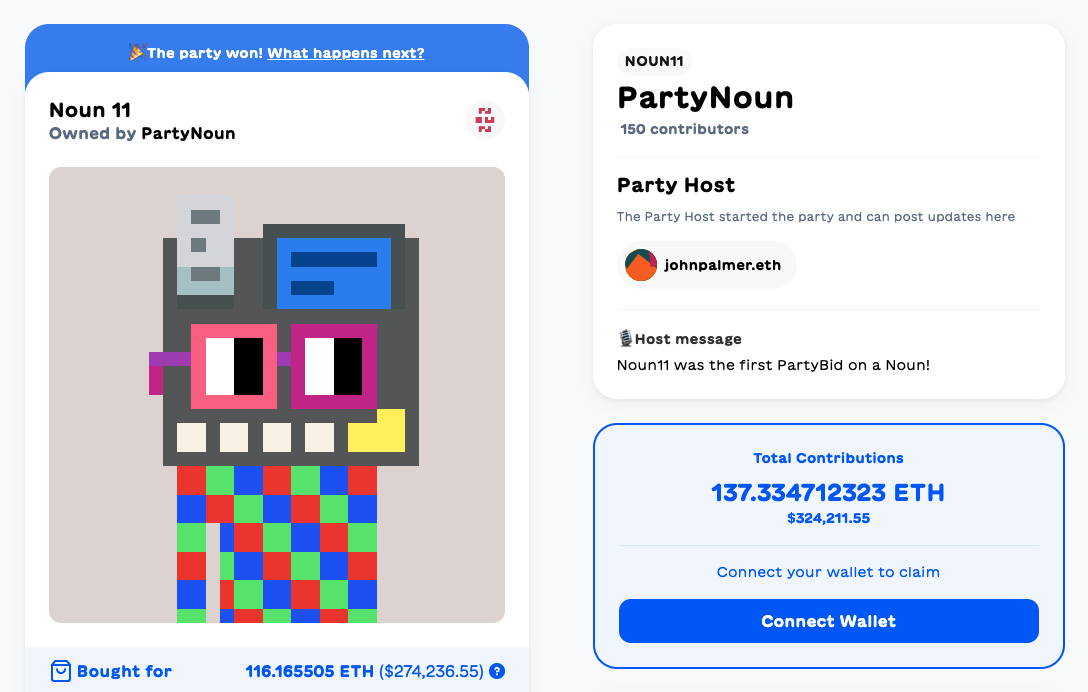 🎉The party won! What happens next?
Noun 11
Owned by PartyNoun
Bought for 116.165505 ETH ($274,236.55) ?
NOUN11
PartyNoun
150 contributors
Party Host
The Party Host started the party and can post updates here
johnpalmer.eth
🎙Host message
Noun11 was the first PartyBid on a Noun!
Total Contributions
137.334712323 ETH
$324,211.55
Connect your wallet to claim
Connect Wallet